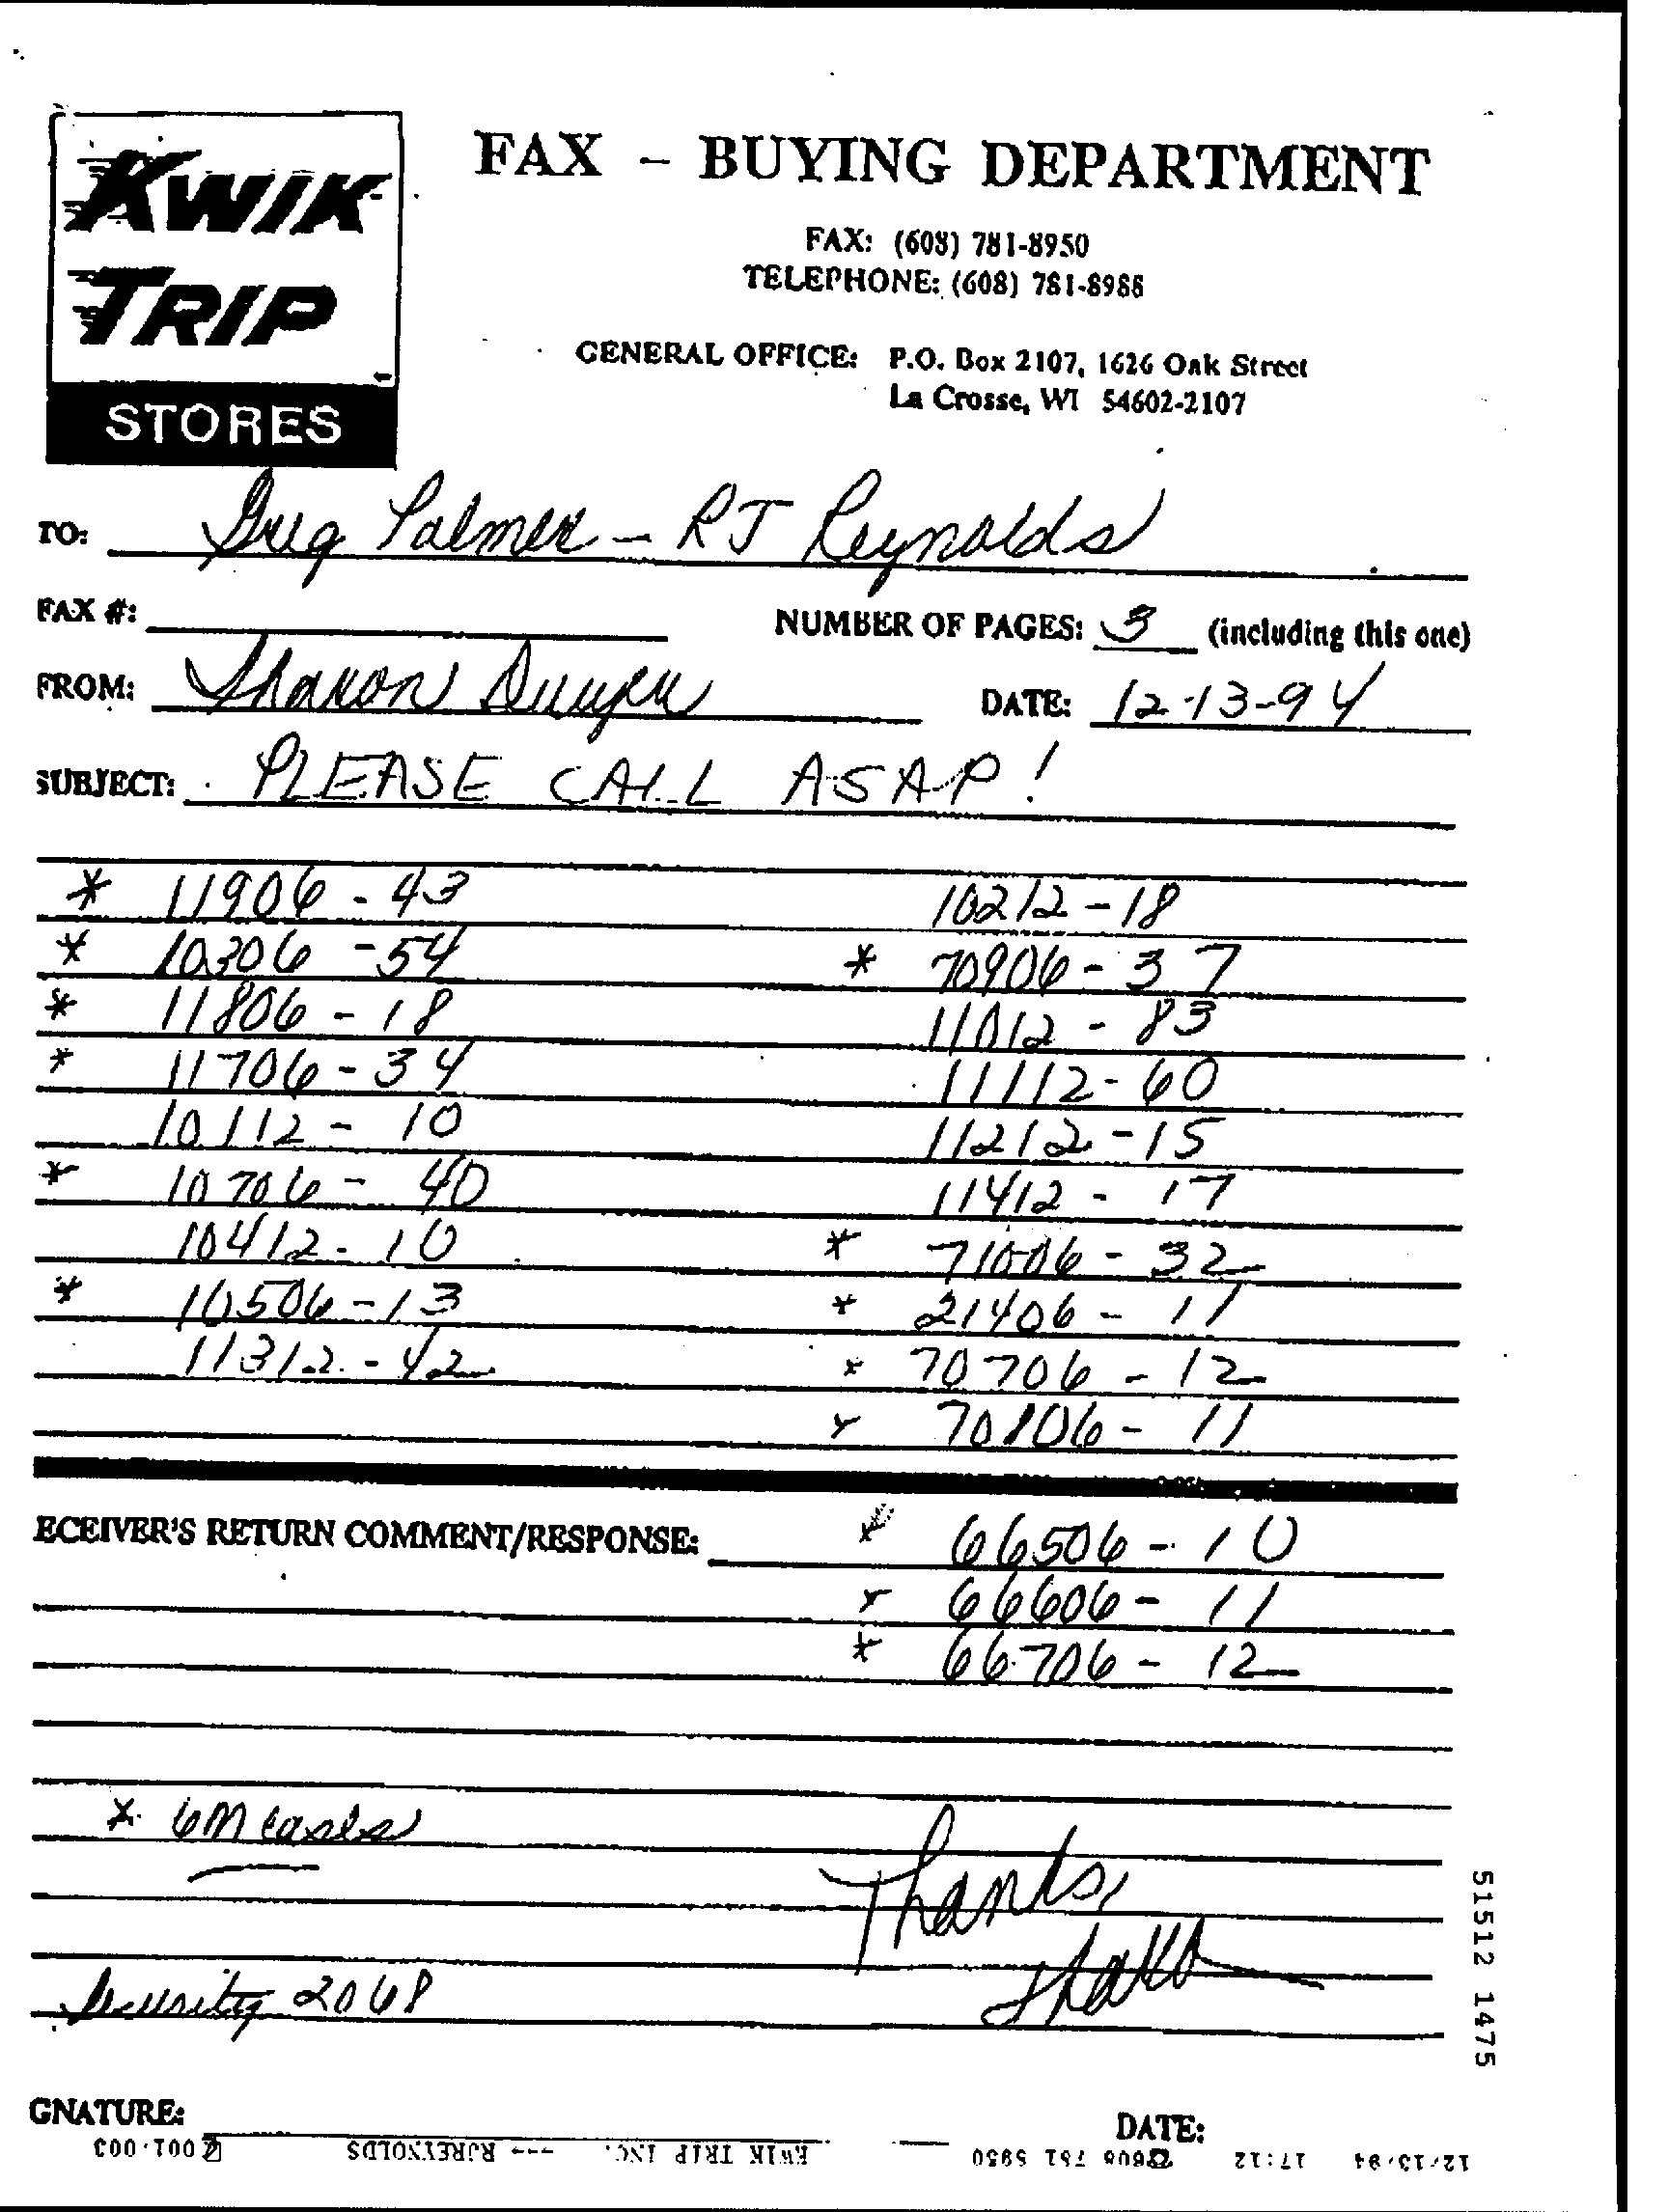 KWIK TRIP STORES
FAX - BUYING DEPARTMENT
FAX: (608) 781-8950
TELEPHONE: (608) 781-8988
GENERAL OFFICE: P.O. Box 2107, 1626 Oak Street
La Crosse, WI 54602-2107
TO: Greg Palmer - RJ Reynolds
FAX #: NUMBER OF PAGES: 3 (including this one)
FROM: Sharon Dwyer DATE: 12-13-94
SUBJECT: PLEASE CALL ASAP!
* 11906 - 43 10212 - 18
* 10306 - 54 * 70906 - 37
* 11806 - 18 11012 - 83
* 11706 - 34 11112 - 60
10112 - 10 11212 - 15
* 10706 - 40 11412 - 17
10412 - 10 * 71006 - 32
* 10506 - 13 * 21406 - 11
11312 - 42 * 70706 - 12
* 70806 - 11
ECEIVER'S RETURN COMMENT/RESPONSE: * 66506 - 10
* 66606 - 11
* 66706 - 12
* 6M cases
Thanks,
Security 2068
GNATURE: DATE:
12/13/94 17:12 ☎608 781 8950 KWIK TRIP INC. --→ RJREYNOLDS 001.003
51512 1475